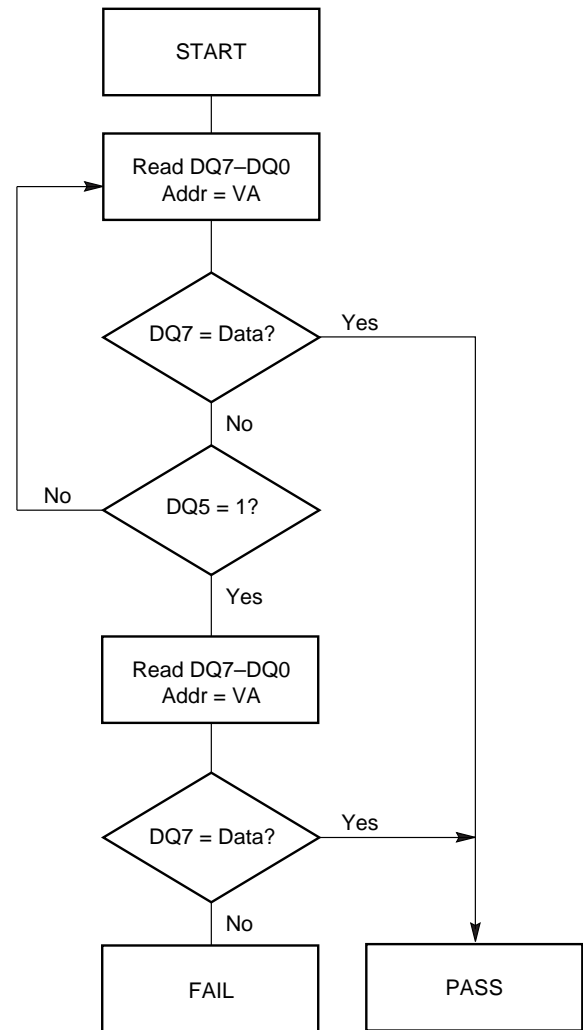 START
Read DQ7–DQ0
Addr = VA
DQ7 = Data?
Yes
No
No
DQ5 = 1?
Yes
Read DQ7–DQ0
Addr = VA
DQ7 = Data?
Yes
No
FAIL
PASS